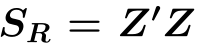 S_R = Z'Z